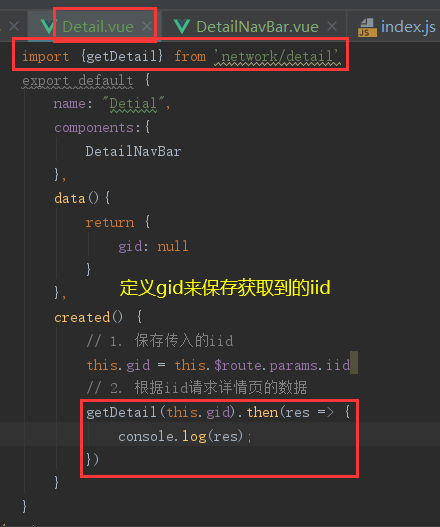 Detail.vue × DetailNavBar.vue × index.js
import {getDetail} from 'network/detail'
export default {
name: "Detial",
components:{
DetailNavBar
},
data(){
return {
gid: null
}
},
定义gid来保存获取到的iid
created() {
// 1. 保存传入的iid
this.gid = this.$route.params.iid
// 2. 根据iid请求详情页的数据
getDetail(this.gid).then(res => {
console.log(res);
})
}
}